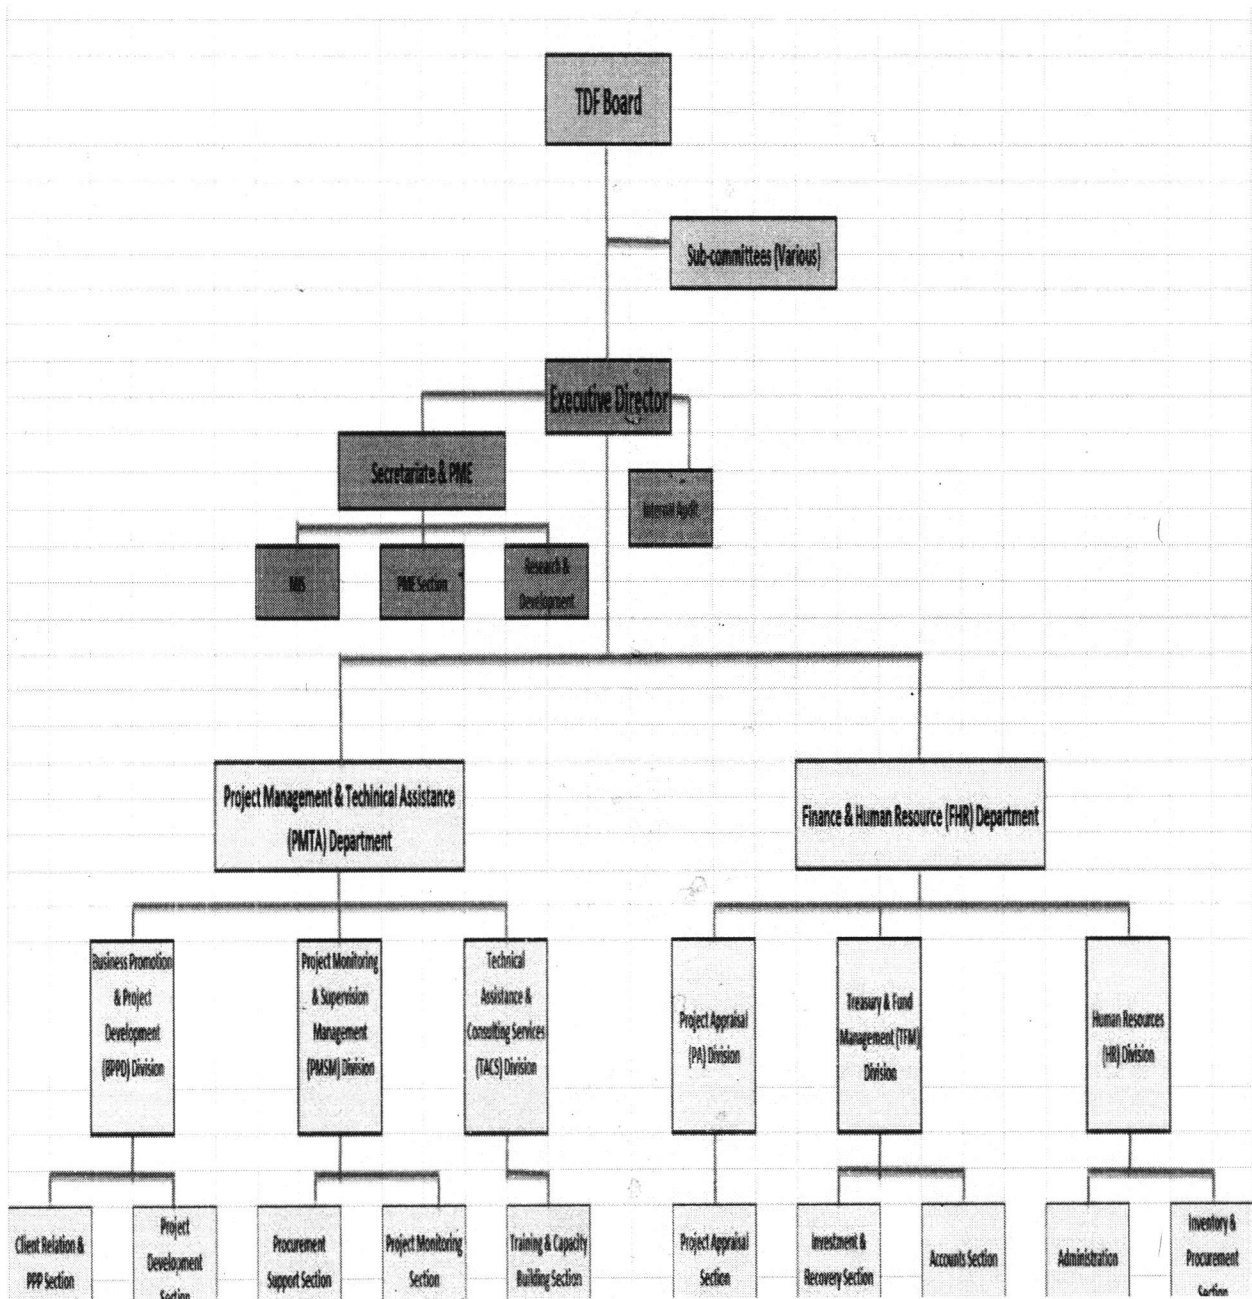 TDF Board
Sub-committees (Various)
Executive Director
Secretariate & PME
Internal Audit
MIS
PME Section
Research &
Development
Project Management & Techinical Assistance
(PMTA) Department
Finance & Human Resource (FHR) Department
Business Promotion
& Project
Development
(BPPD) Division
Project Monitoring
& Supervision
Management
(PMSM) Division
Technical
Assistance &
Consulting Services
(TACS) Division
Project Appraisal
(PA) Division
Treasury & Fund
Management (TFM)
Division
Human Resources
(HR) Division
Client Relation &
PPP Section
Project
Development
Section
Procurement
Support Section
Project Monitoring
Section
Training & Capacity
Building Section
Project Appraisal
Section
Investment &
Recovery Section
Accounts Section
Administration
Inventory &
Procurement
Section